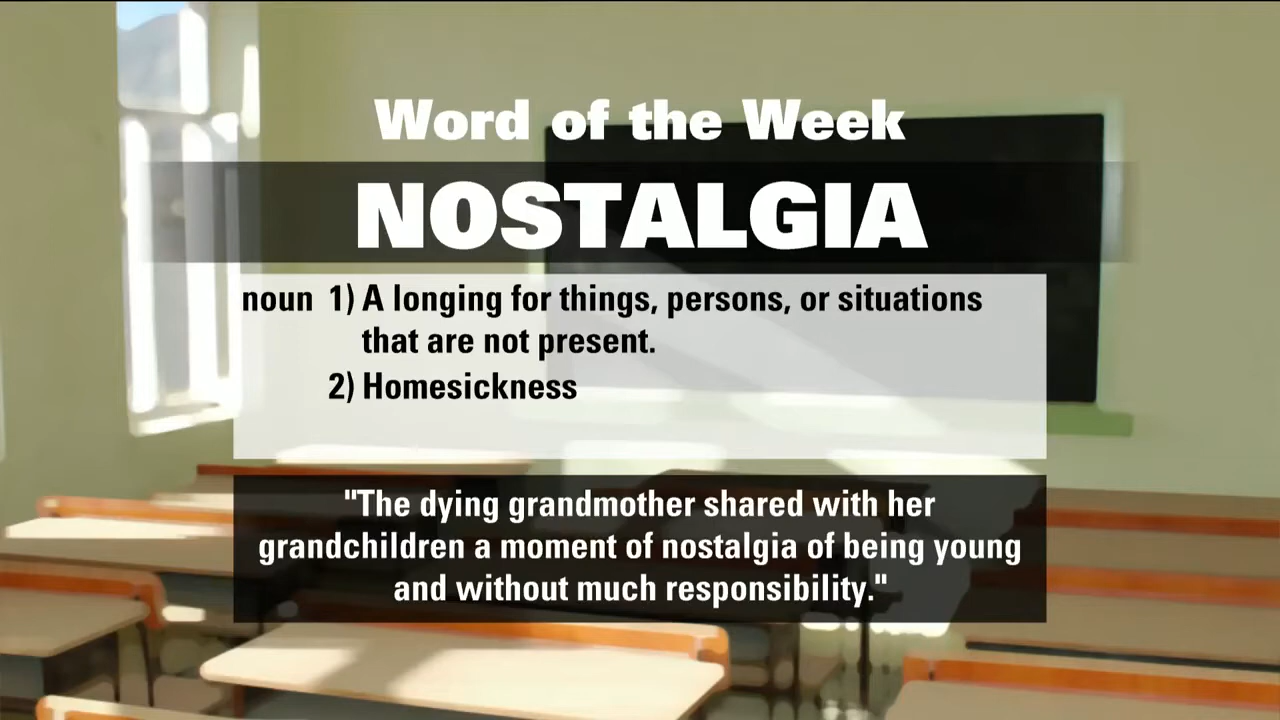 Word of the Week
NOSTALGIA
noun 1) A longing for things, persons, or situations
that are not present.
2) Homesickness
"The dying grandmother shared with her
grandchildren a moment of nostalgia of being young
and without much responsibility."